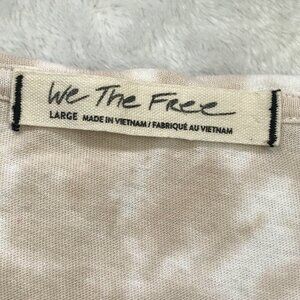 We The Free
LARGE MADE IN VIETNAM / FABRIQUÉ AU VIETNAM